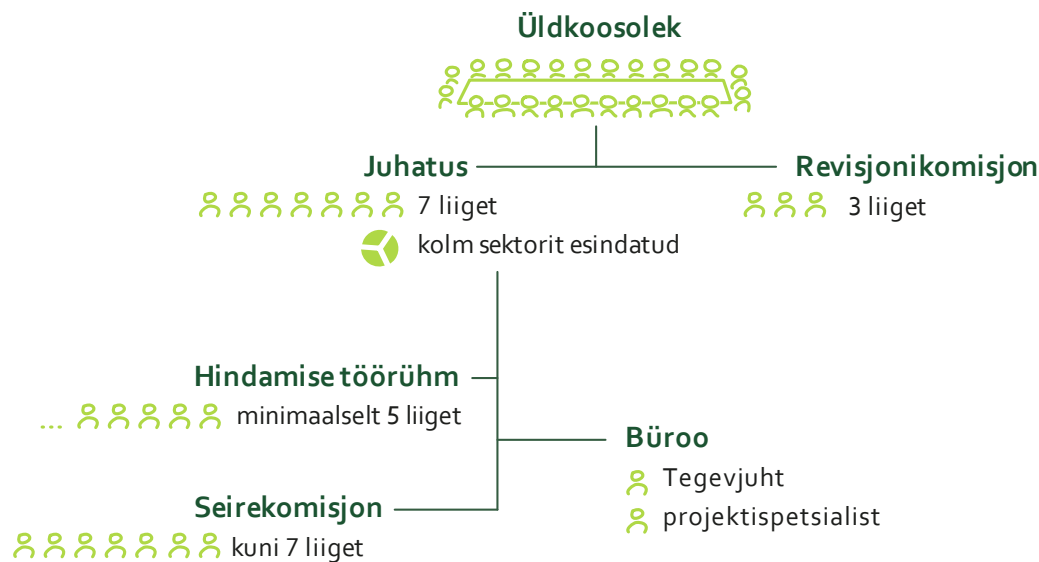 Üldkoosolek
Juhatus
7 liiget
kolm sektorit esindatud
Revisjonikomisjon
3 liiget
Hindamise töörühm
... minimaalselt 5 liiget
Büroo
Tegevjuht
projektispetsialist
Seirekomisjon
kuni 7 liiget